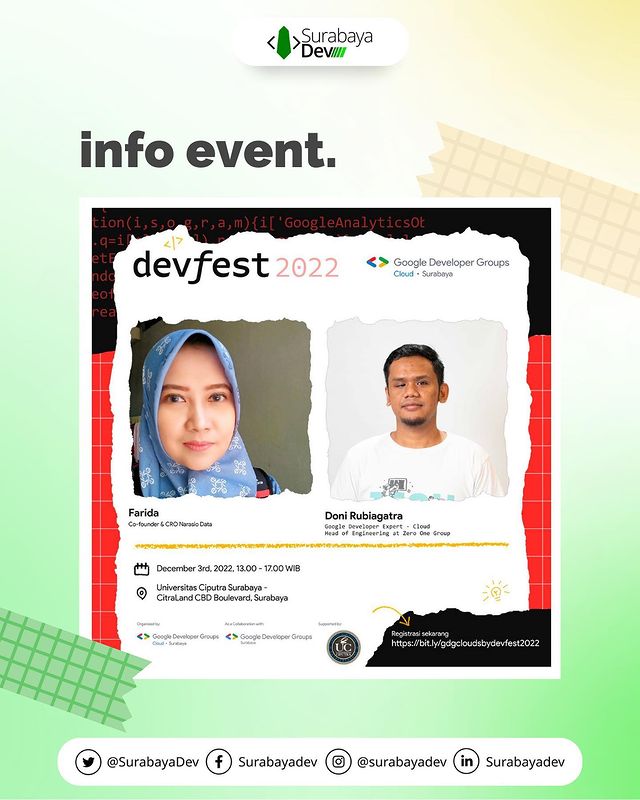 Surabaya
Dev
info event.
tion(i,s,o,g,r,a,m){i['GoogleAnalyticsOb
devfest 2022
Google Developer Groups
Cloud • Surabaya
Farida
Co-founder & CRO Narasio Data
Doni Rubiagatra
Google Developer Expert - Cloud
Head of Engineering at Zero One Group
December 3rd, 2022, 13.00 - 17.00 WIB
Universitas Ciputra Surabaya -
CitraLand CBD Boulevard, Surabaya
Organized by:
Google Developer Groups
Cloud • Surabaya
As a Collaboration with:
Google Developer Groups
Surabaya
Supported by:
UC
Registrasi sekarang
https://bit.ly/gdgcloudsbydevfest2022
@SurabayaDev
Surabayadev
@surabayadev
Surabayadev